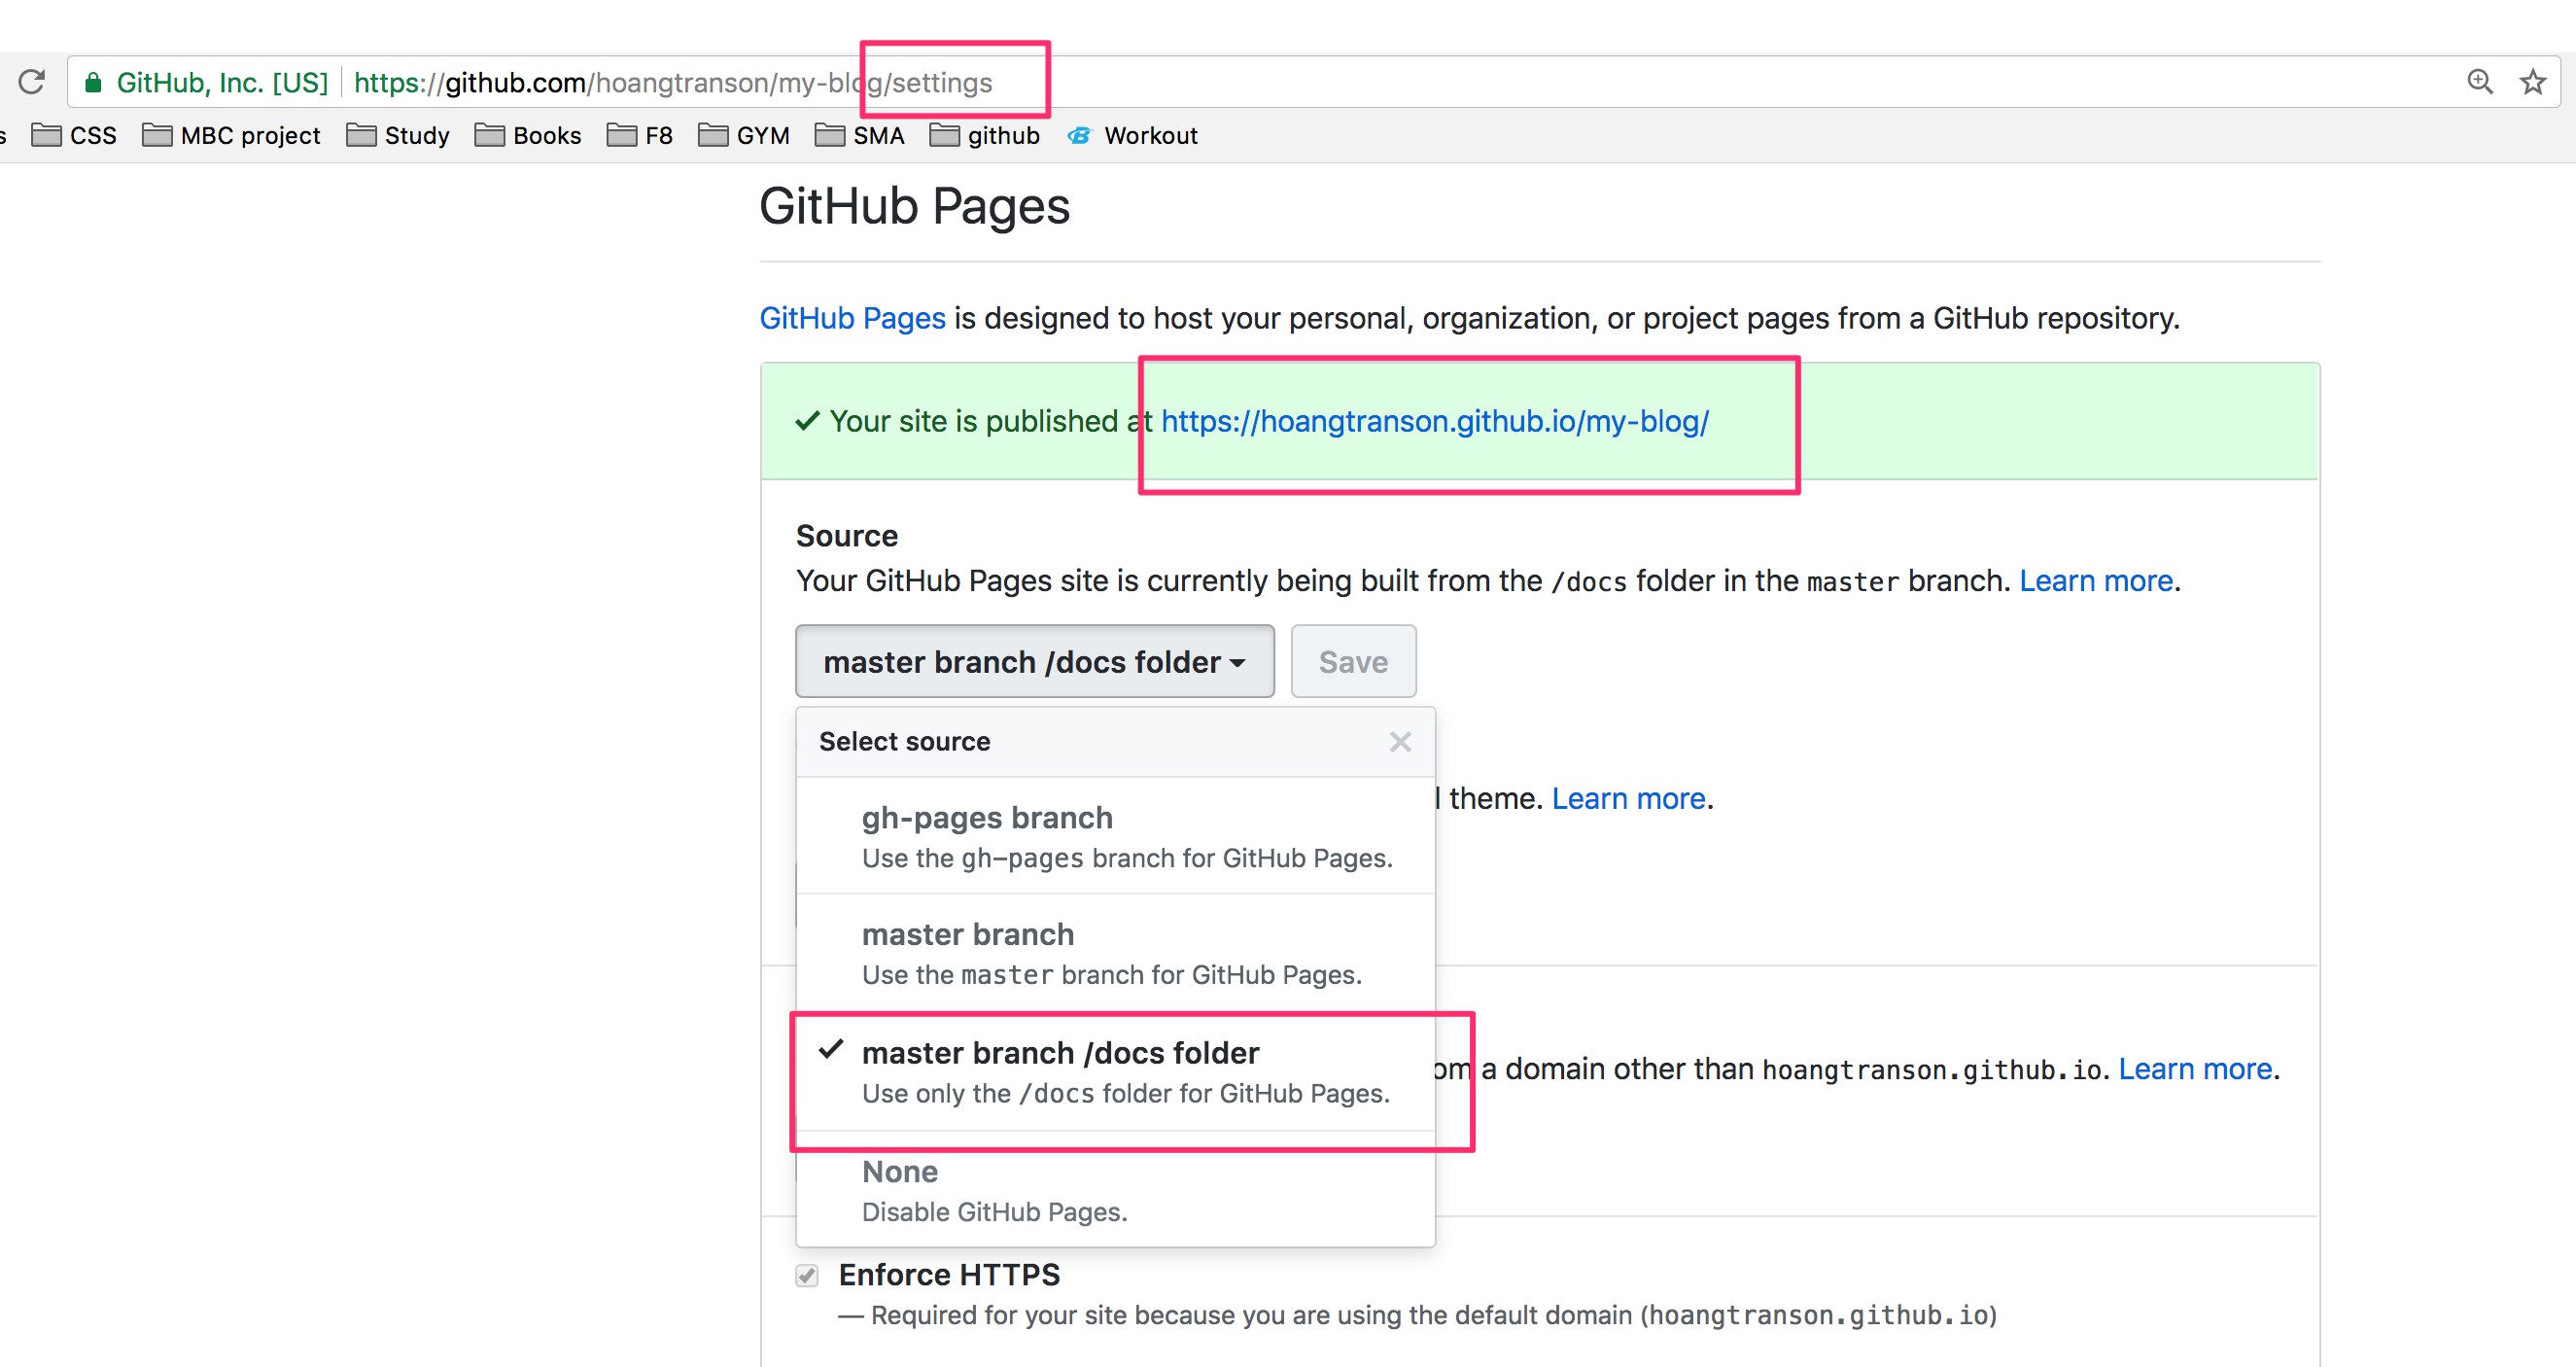 GitHub, Inc. [US] https://github.com/hoangtranson/my-blog/settings
CSS MBC project Study Books F8 GYM SMA github Workout
GitHub Pages
GitHub Pages is designed to host your personal, organization, or project pages from a GitHub repository.
Your site is published at https://hoangtranson.github.io/my-blog/
Source
Your GitHub Pages site is currently being built from the /docs folder in the master branch. Learn more.
master branch /docs folder Save
Select source
gh-pages branch
theme. Learn more.
Use the gh-pages branch for GitHub Pages.
master branch
Use the master branch for GitHub Pages.
master branch /docs folder
a domain other than hoangtranson.github.io. Learn more.
Use only the /docs folder for GitHub Pages.
None
Disable GitHub Pages.
Enforce HTTPS
— Required for your site because you are using the default domain (hoangtranson.github.io)